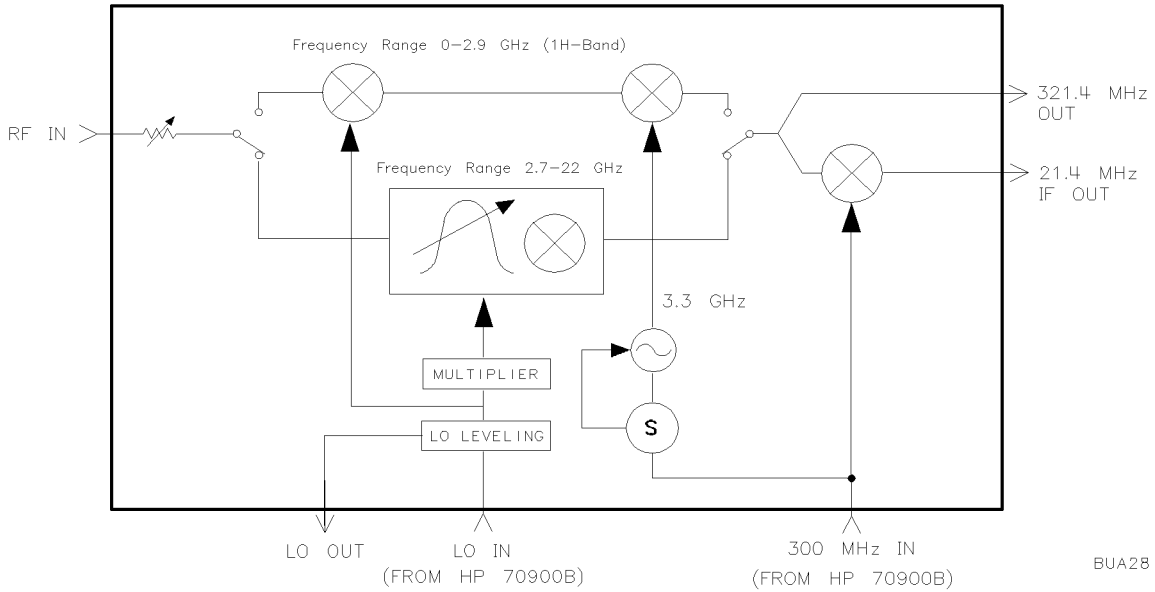 Frequency Range 0-2.9 GHz (1H-Band)
321.4 MHz
OUT
RF IN
Frequency Range 2.7-22 GHz
21.4 MHz
IF OUT
3.3 GHz
MULTIPLIER
S
LO LEVELING
LO OUT
LO IN
(FROM HP 70900B)
300 MHz IN
(FROM HP 70900B)
BUA28